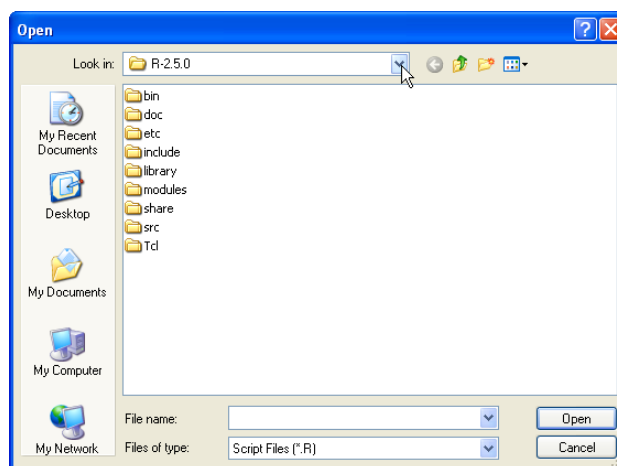 Open
Look in:
R-2.5.0
My Recent
Documents
Desktop
My Documents
My Computer
My Network
bin
doc
etc
include
library
modules
share
src
Tcl
File name:
Open
Files of type:
Script Files (*.R)
Cancel